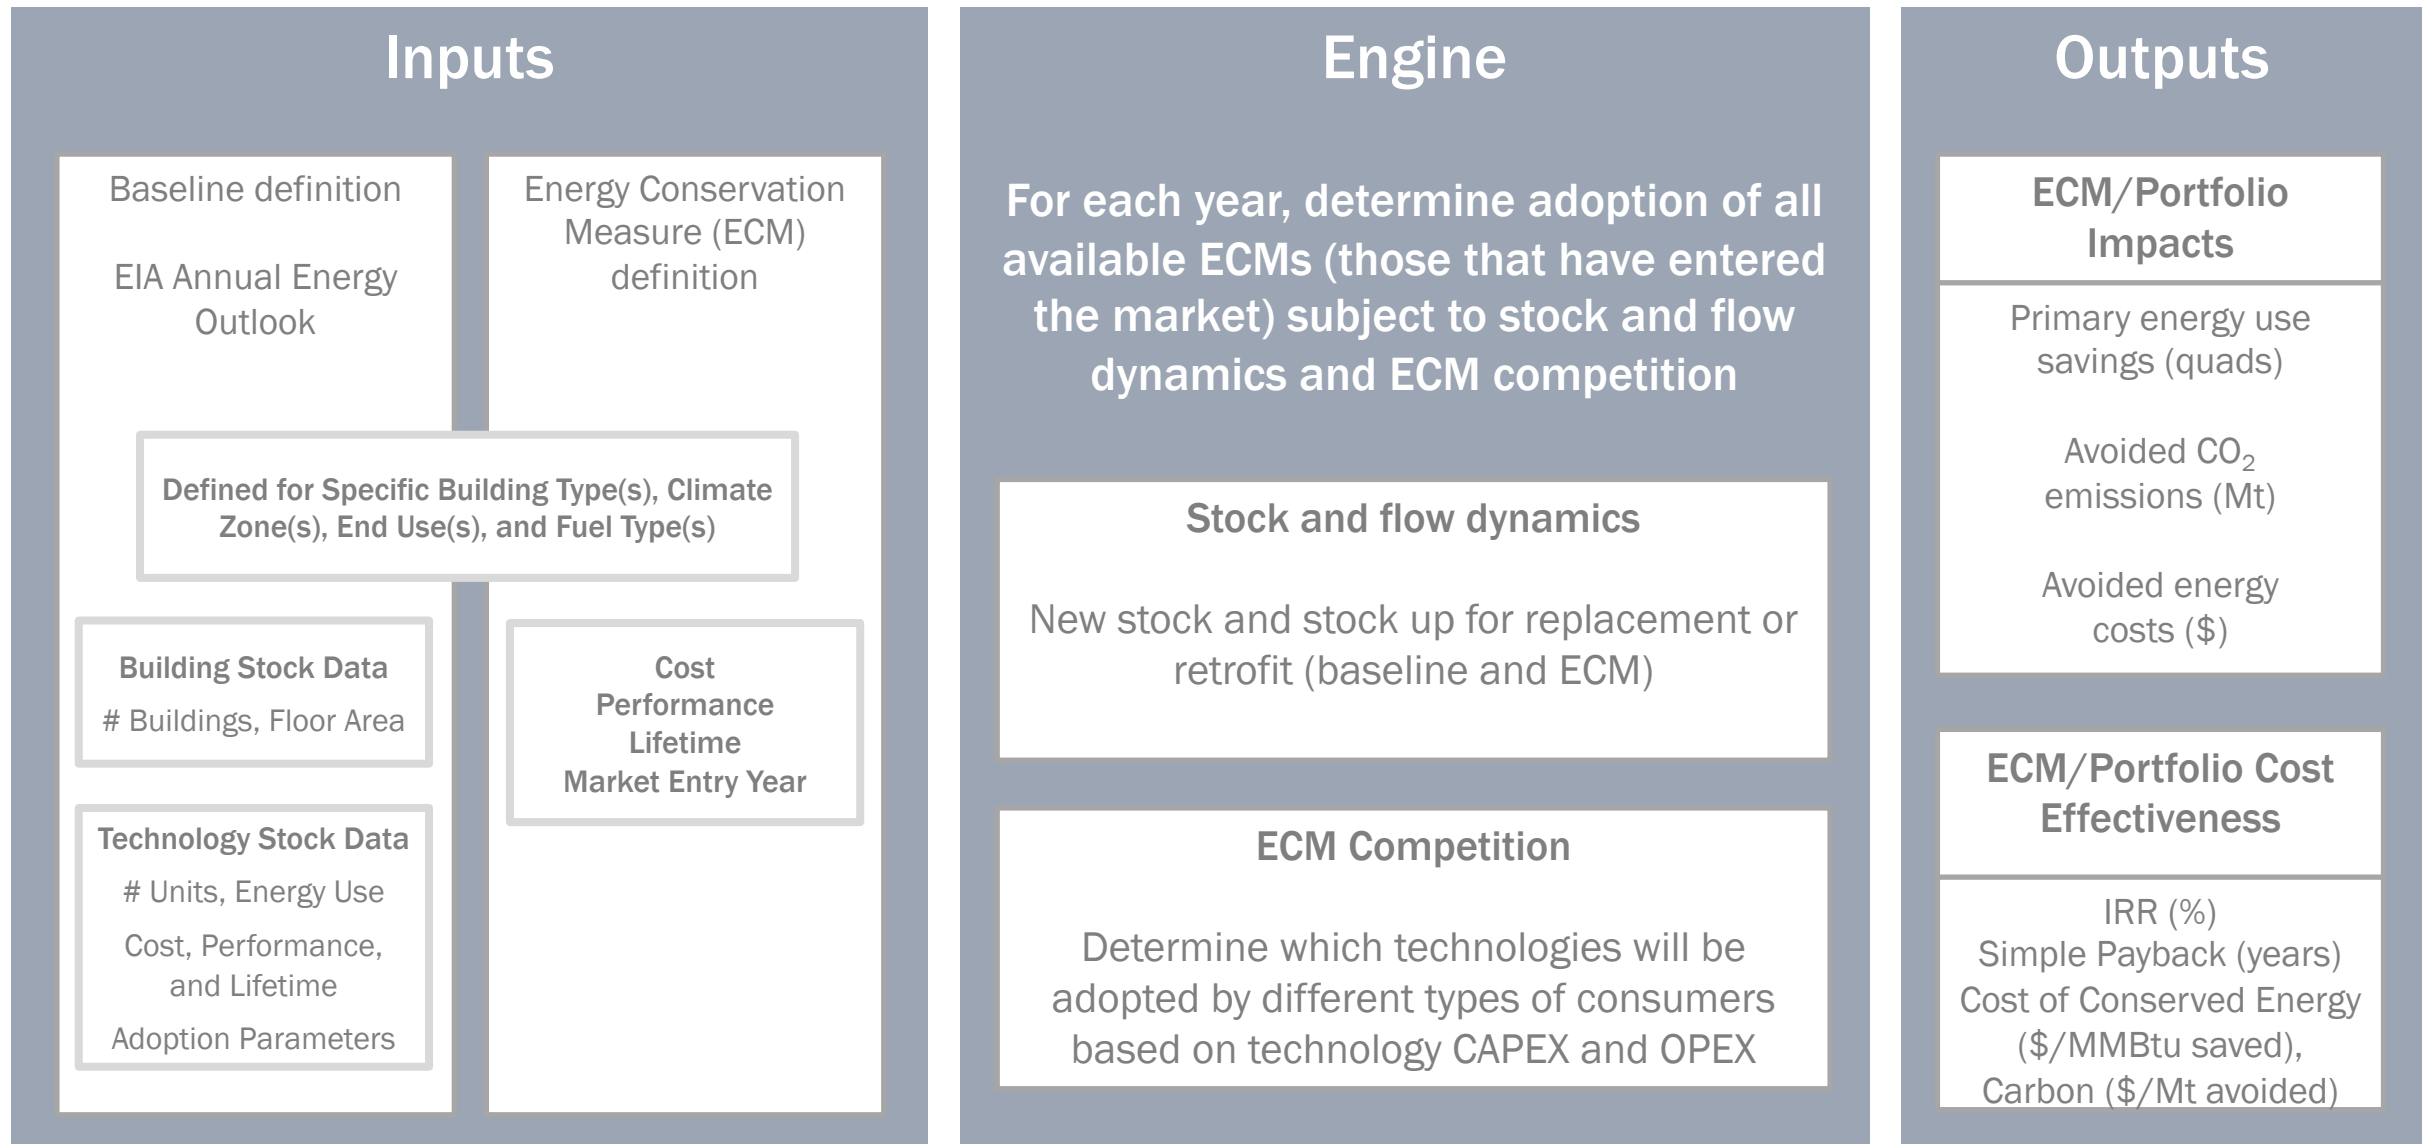 Inputs
Baseline definition
EIA Annual Energy
Outlook
Energy Conservation
Measure (ECM)
definition
Defined for Specific Building Type(s), Climate
Zone(s), End Use(s), and Fuel Type(s)
Building Stock Data
# Buildings, Floor Area
Technology Stock Data
# Units, Energy Use
Cost, Performance,
and Lifetime
Adoption Parameters
Cost
Performance
Lifetime
Market Entry Year
Engine
For each year, determine adoption of all
available ECMs (those that have entered
the market) subject to stock and flow
dynamics and ECM competition
Stock and flow dynamics
New stock and stock up for replacement or
retrofit (baseline and ECM)
ECM Competition
Determine which technologies will be
adopted by different types of consumers
based on technology CAPEX and OPEX
Outputs
ECM/Portfolio
Impacts
Primary energy use
savings (quads)
Avoided CO₂
emissions (Mt)
Avoided energy
costs ($)
ECM/Portfolio Cost
Effectiveness
IRR (%)
Simple Payback (years)
Cost of Conserved Energy
($/MMBtu saved),
Carbon ($/Mt avoided)